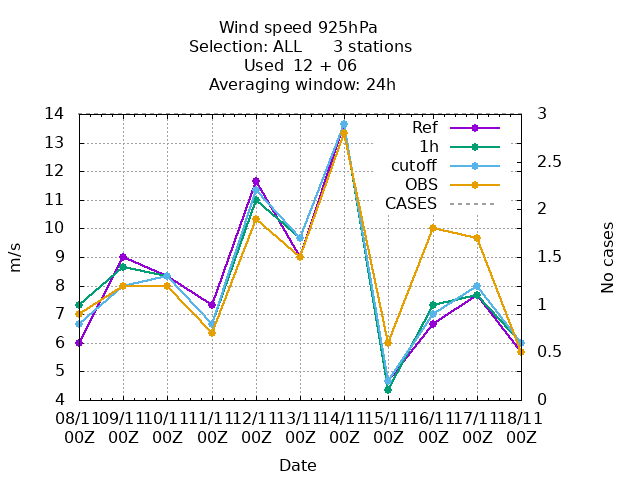 Wind speed 925hPa
Selection: ALL 3 stations
Used 12 + 06
Averaging window: 24h
14
13
12
11
10
9
8
7
6
5
4
m/s
3
2.5
2
1.5
1
0.5
0
No cases
Ref
1h
cutoff
OBS
CASES
08/11 09/11 10/11 11/11 12/11 13/11 14/11 15/11 16/11 17/11 18/11
00Z 00Z 00Z 00Z 00Z 00Z 00Z 00Z 00Z 00Z 00Z
Date